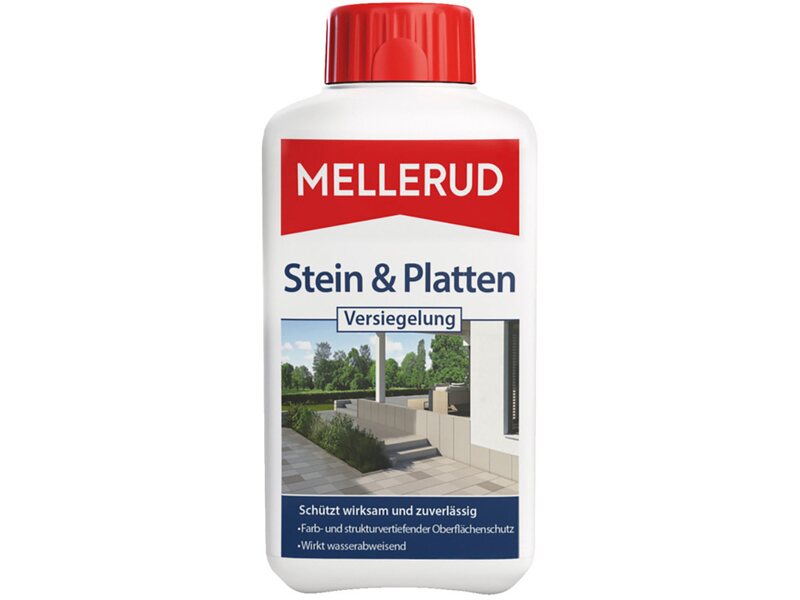 MELLERUD
Stein & Platten
Versiegelung
Schützt wirksam und zuverlässig
•Farb- und strukturvertiefender Oberflächenschutz
•Wirkt wasserabweisend